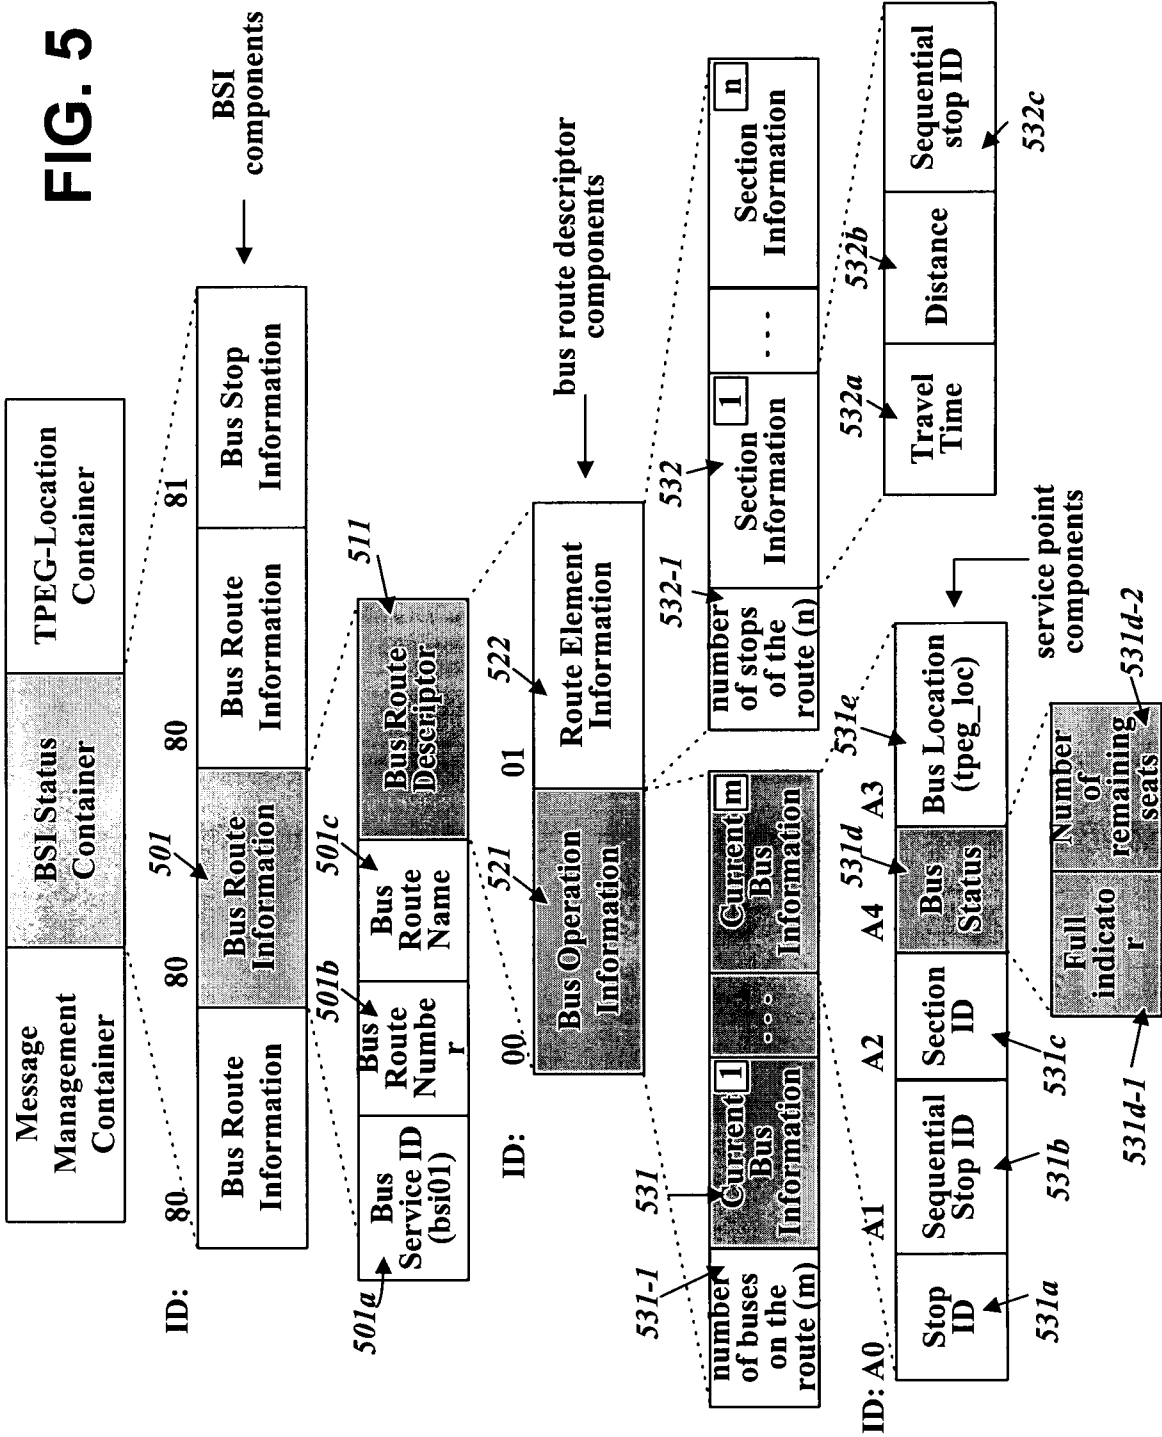 FIG. 5
Message
Management
Container
BSI Status
Container
TPEG-Location
Container
ID:
80
80
501
80
81
Bus Route
Information
Bus Route
Information
Bus Route
Information
Bus Stop
Information
BSI
components
501a
501b
501c
511
Bus
Service ID
(bsi01)
Bus
Route
Numbe
r
Bus
Route
Name
Bus Route
Descriptor
ID:
00
521
01
522
Bus Operation
Information
Route Element
Information
bus route descriptor
components
531-1
531
532-1
532
number
of buses
on the
route (m)
Current
Bus
Information
1
. . .
Current
Bus
Information
m
number
of stops
of the
route (n)
Section
Information
1
. . .
Section
Information
n
ID: A0
A1
A2
A4
531d
A3
531e
532a
532b
Stop
ID
Sequential
Stop ID
Section
ID
Bus
Status
Bus Location
(tpeg_loc)
Travel
Time
Distance
Sequential
stop ID
531a
531b
531c
service point
components
532c
Full
indicato
r
Number
of
remaining
seats
531d-1
531d-2